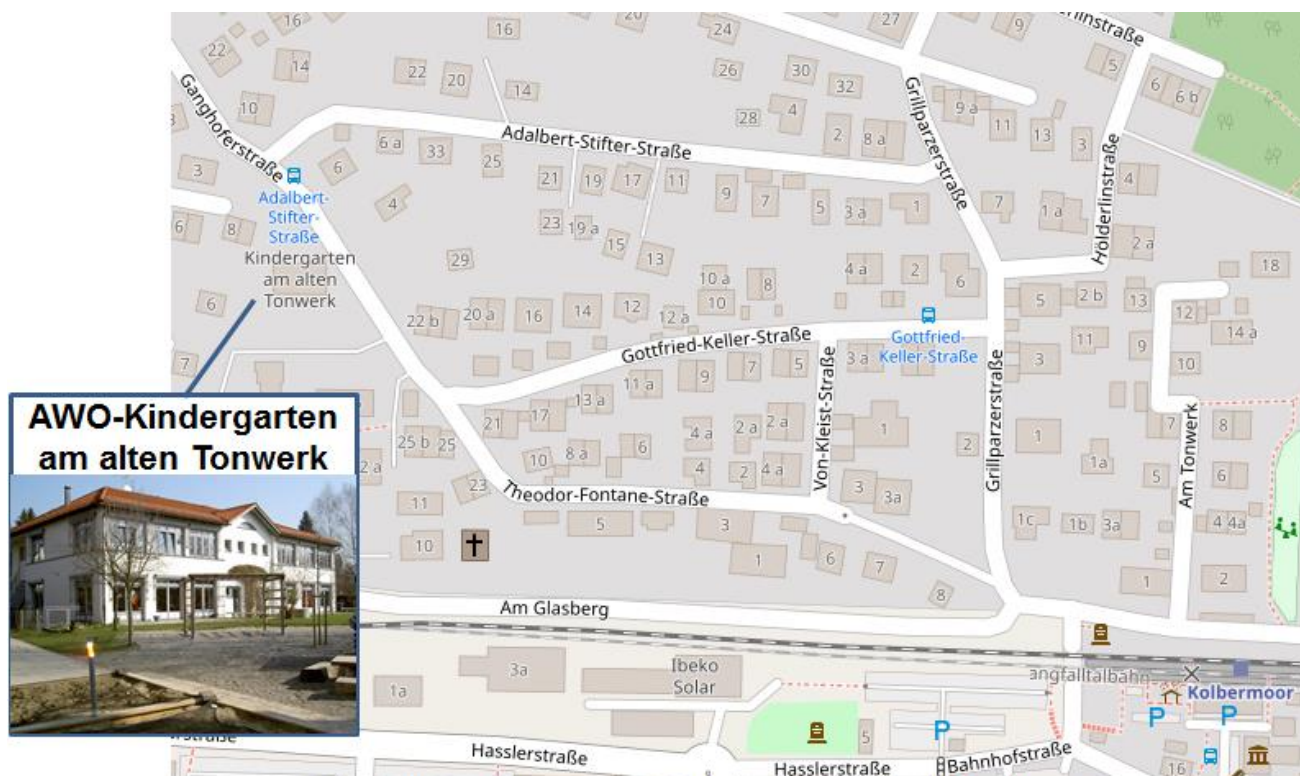 16
14
22
10
3
6
8
6
7
Ganghoferstraße
22
20
14
16
20
24
26
28
30
32
4
2
8 a
27
9
9 a
11
13
3
5
6
6 b
Adalbert-Stifter-Straße
Grillparzerstraße
Hölderlinstraße
Adalbert-
Stifter-
Straße
Kindergarten
am alten
Tonwerk
6
6 a
33
25
4
21
19
17
11
23
19 a
15
13
29
9
7
5
3 a
1
7
1 a
4
2 a
18
22 b
20 a
16
14
12
12 a
10 a
10
8
4 a
2
6
5
2 b
13
12
14 a
Gottfried-Keller-Straße
Gottfried-
Keller-Straße
11
9
10
3
AWO-Kindergarten
am alten Tonwerk
2 a
25 b
25
21
17
13 a
11 a
9
7
5
3 a
Von-Kleist-Straße
Grillparzerstraße
Am Tonwerk
1
2
1
1a
7
8
5
6
10
8 a
6
4 a
2 a
2 a
4
2
4 a
23
11
10
Theodor-Fontane-Straße
5
3
1
3
3a
6
7
8
1c
1b
3a
4
4a
1
2
Am Glasberg
3a
1a
Ibeko
Solar
angfalltalbahn
Kolbermoor
P
P
P
5
16
Hasslerstraße
Hasslerstraße
Bahnhofstraße